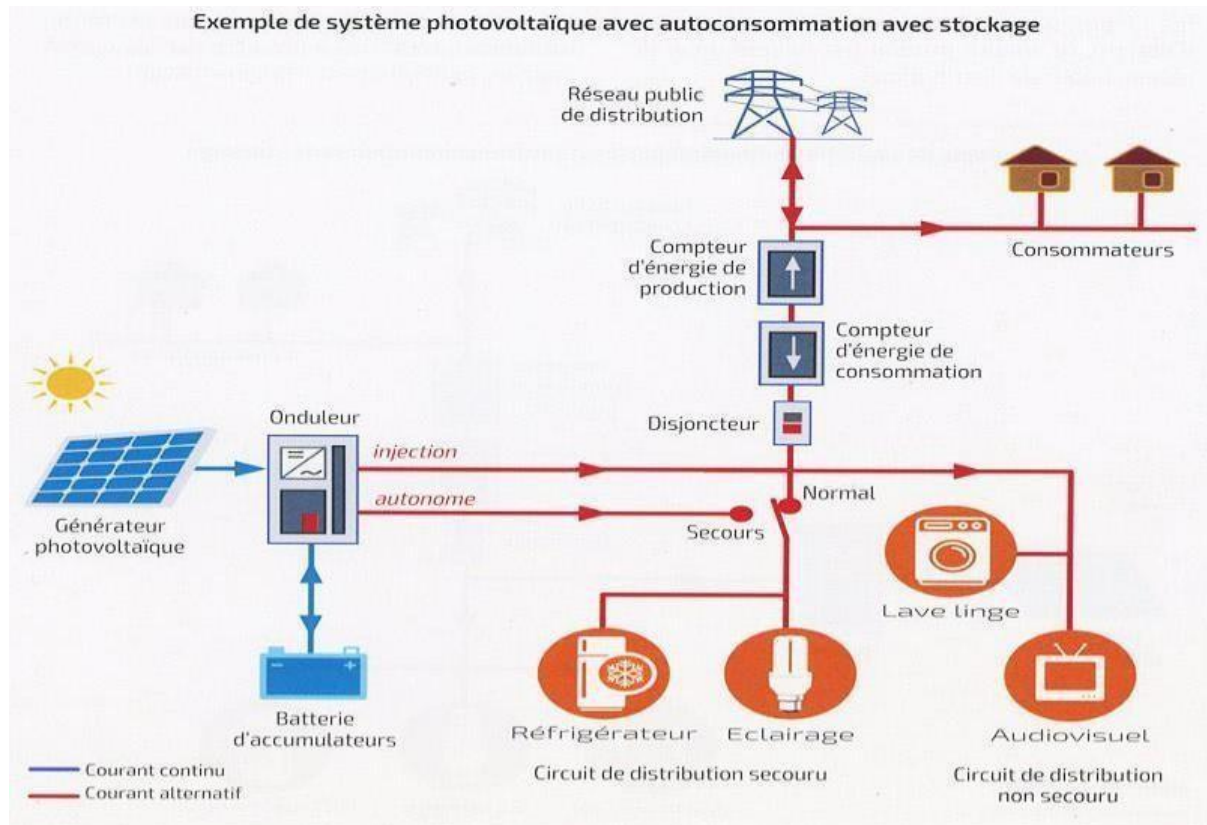 Exemple de système photovoltaïque avec autoconsommation avec stockage
Réseau public
de distribution
Consommateurs
Compteur
d'énergie de
production
Compteur
d'énergie de
consommation
Disjoncteur
Onduleur
injection
autonome
Normal
Secours
Générateur
photovoltaïque
Lave linge
Batterie
d'accumulateurs
Réfrigérateur
Eclairage
Audiovisuel
Circuit de distribution secouru
Circuit de distribution
non secouru
Courant continu
Courant alternatif